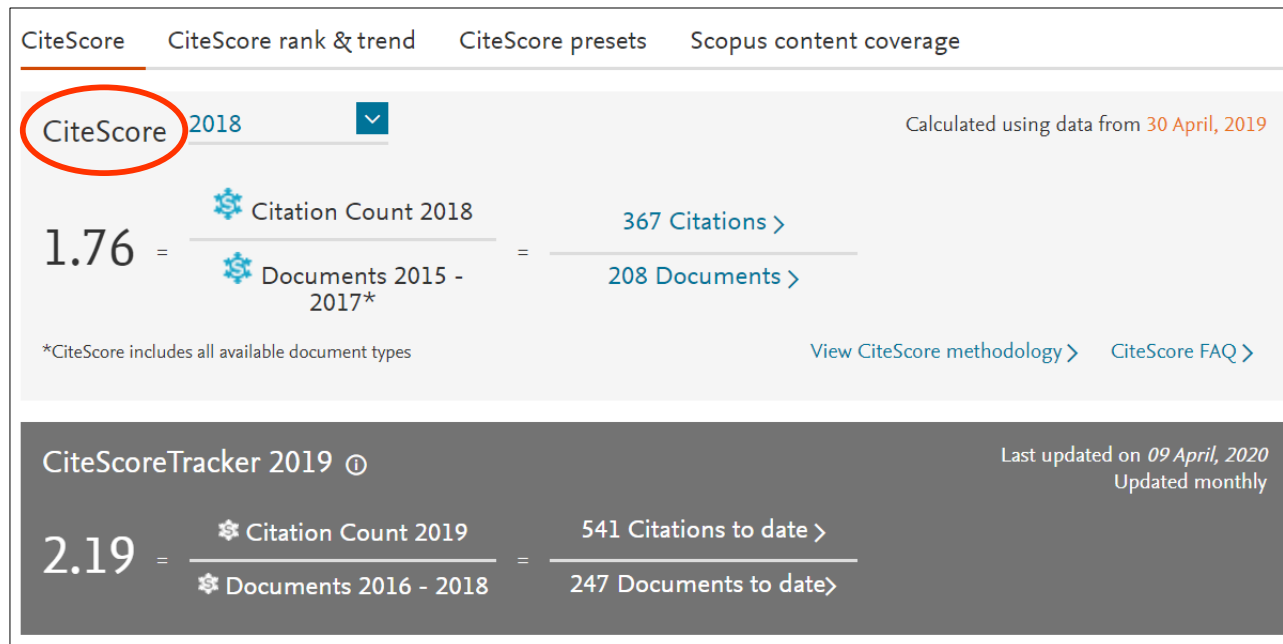 CiteScore CiteScore rank & trend CiteScore presets Scopus content coverage
CiteScore 2018
Calculated using data from 30 April, 2019
1.76 = Citation Count 2018 = 367 Citations >
Documents 2015 - 208 Documents >
2017*
*CiteScore includes all available document types
View CiteScore methodology > CiteScore FAQ >
CiteScoreTracker 2019
Last updated on 09 April, 2020
Updated monthly
2.19 = Citation Count 2019 = 541 Citations to date >
Documents 2016 - 2018 247 Documents to date>